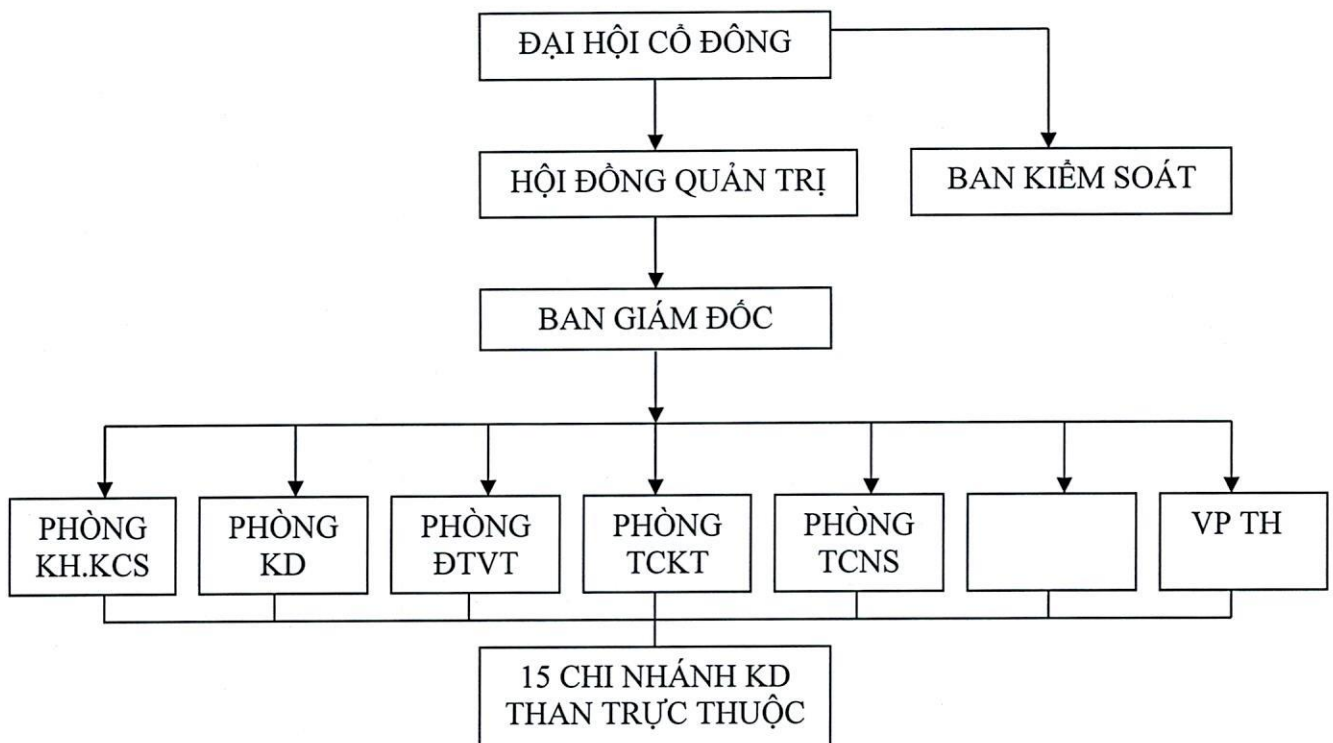 ĐẠI HỘI CỔ ĐÔNG
HỘI ĐỒNG QUẢN TRỊ
BAN KIỂM SOÁT
BAN GIÁM ĐỐC
PHÒNG
KH.KCS
PHÒNG
KD
PHÒNG
ĐTVT
PHÒNG
TCKT
PHÒNG
TCNS
VP TH
15 CHI NHÁNH KD
THAN TRỰC THUỘC